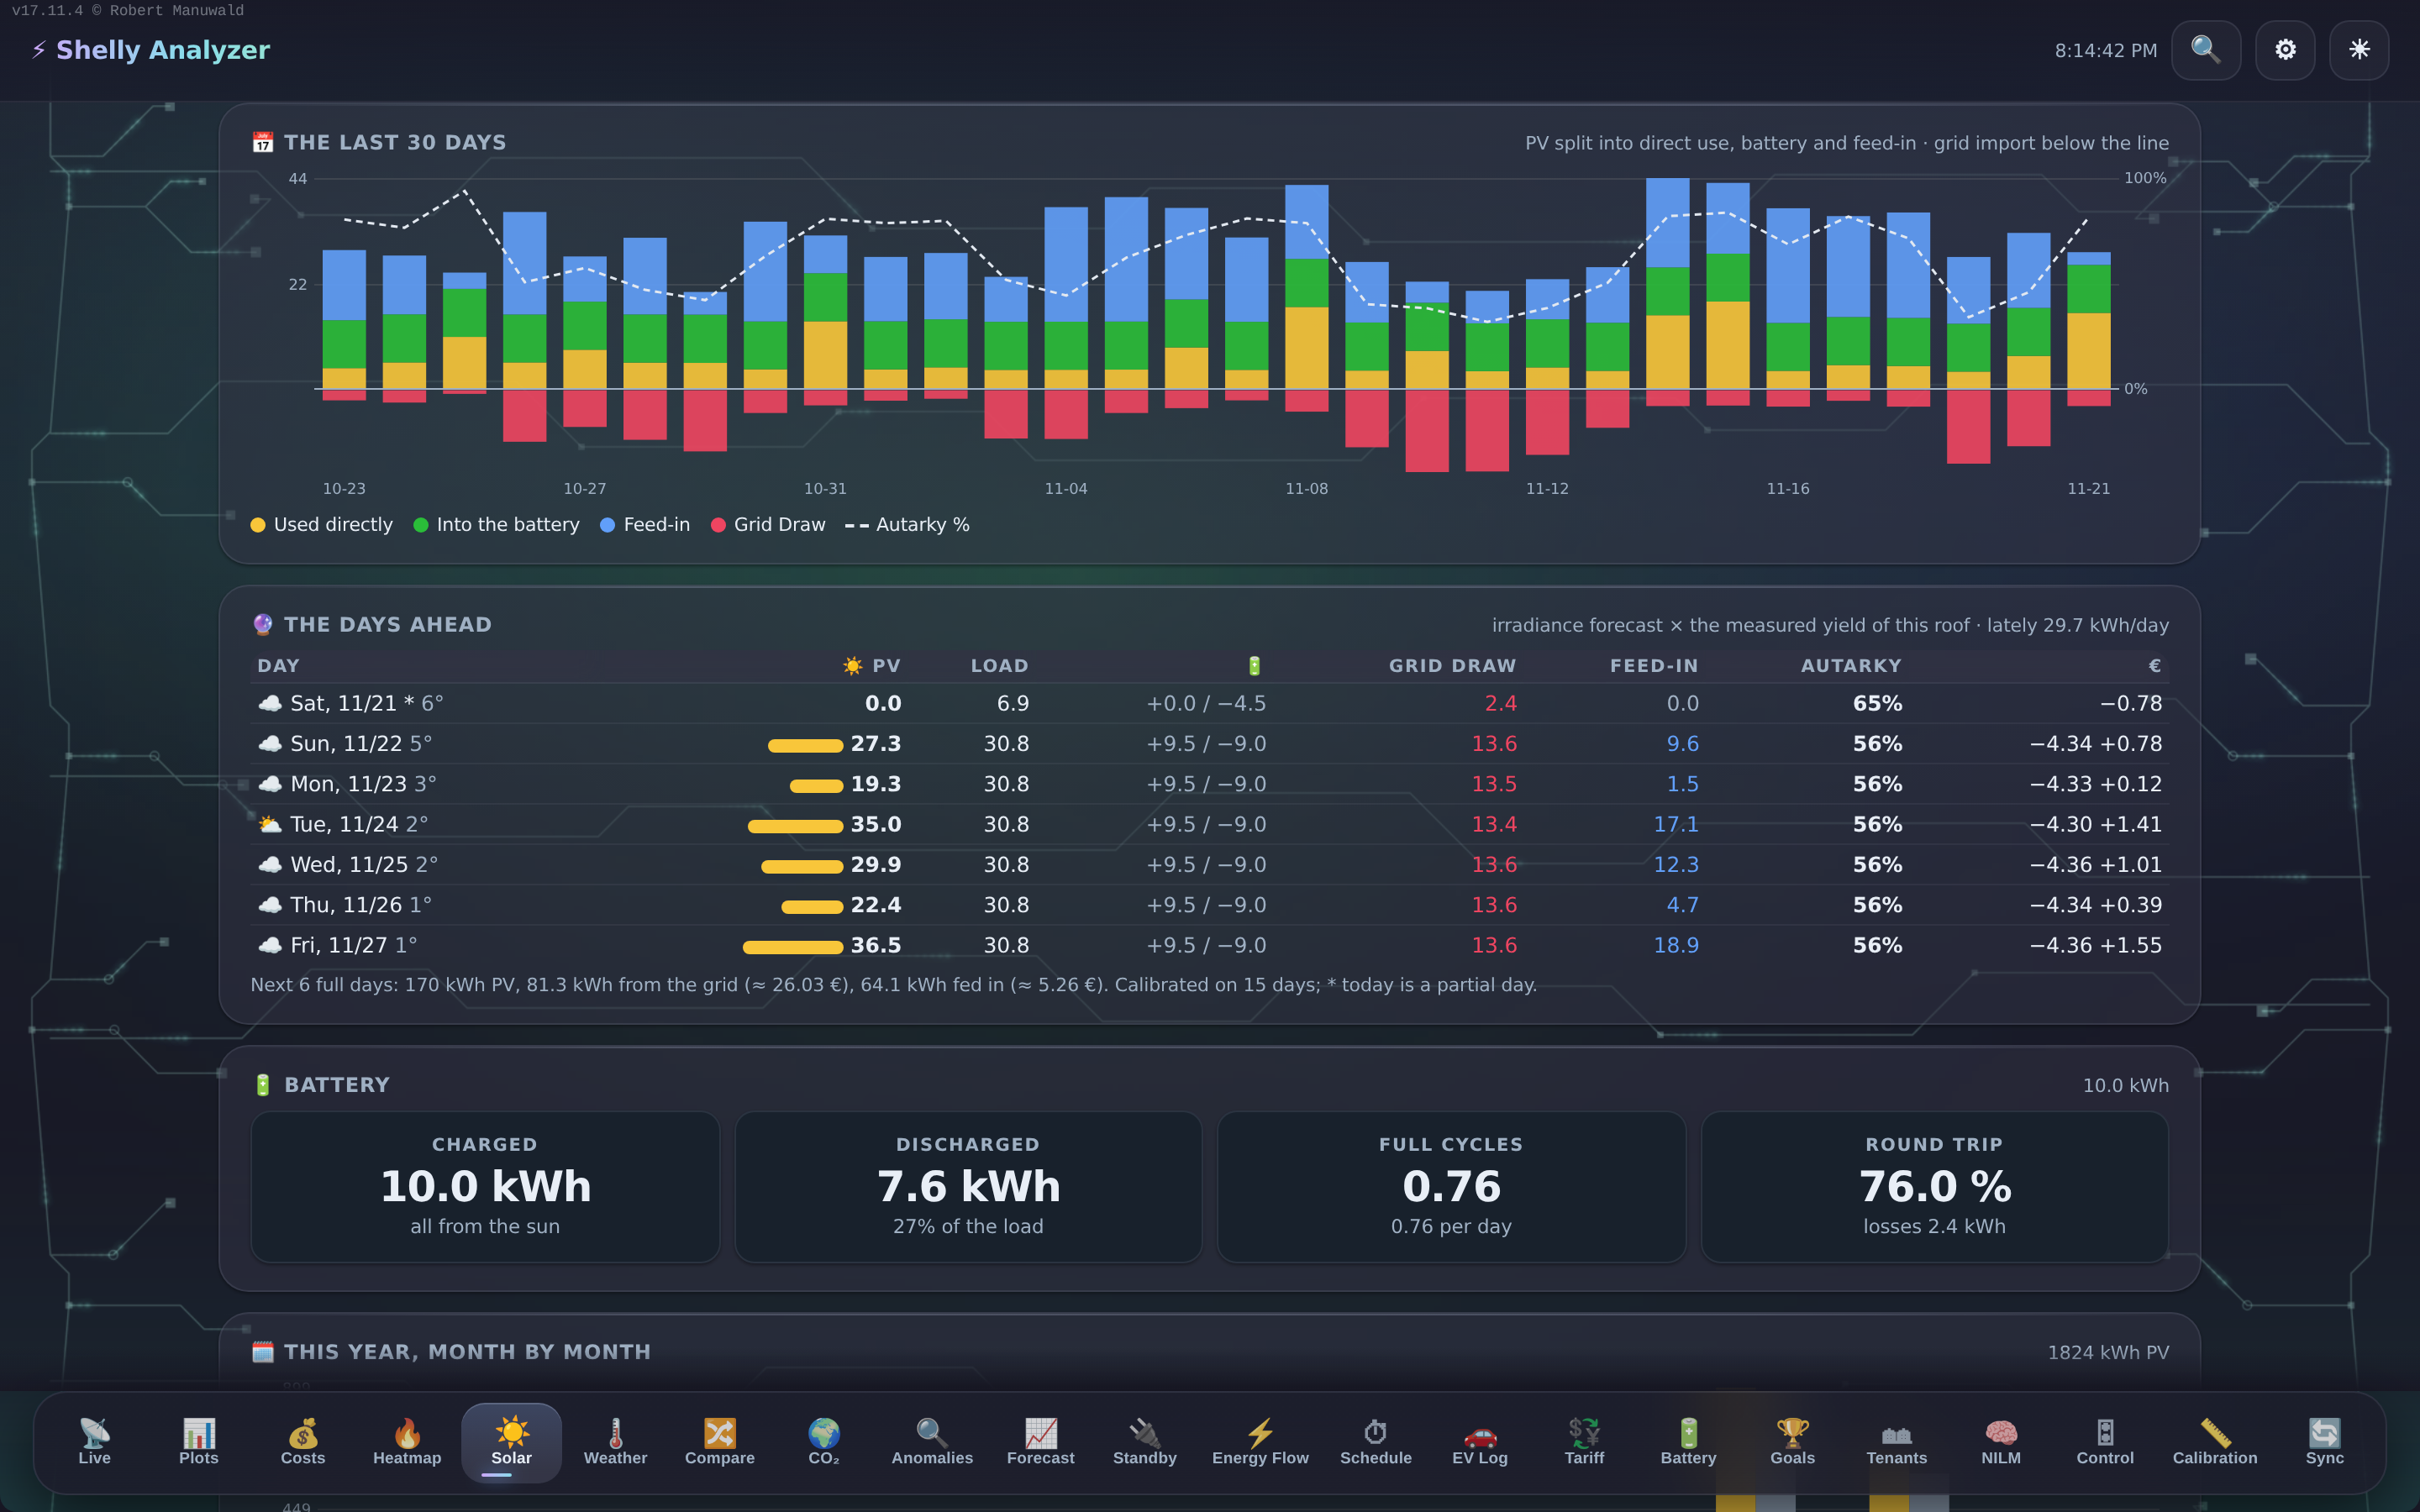 v17.11.4 © Robert Manuwald
⚡ Shelly Analyzer
8:14:42 PM
THE LAST 30 DAYS
PV split into direct use, battery and feed-in · grid import below the line
44
100%
22
0%
10-23 10-27 10-31 11-04 11-08 11-12 11-16 11-21
Used directly Into the battery Feed-in Grid Draw Autarky %
THE DAYS AHEAD
irradiance forecast × the measured yield of this roof · lately 29.7 kWh/day
DAY PV LOAD GRID DRAW FEED-IN AUTARKY €
Sat, 11/21 * 6° 0.0 6.9 +0.0 / −4.5 2.4 0.0 65% −0.78
Sun, 11/22 5° 27.3 30.8 +9.5 / −9.0 13.6 9.6 56% −4.34 +0.78
Mon, 11/23 3° 19.3 30.8 +9.5 / −9.0 13.5 1.5 56% −4.33 +0.12
Tue, 11/24 2° 35.0 30.8 +9.5 / −9.0 13.4 17.1 56% −4.30 +1.41
Wed, 11/25 2° 29.9 30.8 +9.5 / −9.0 13.6 12.3 56% −4.36 +1.01
Thu, 11/26 1° 22.4 30.8 +9.5 / −9.0 13.6 4.7 56% −4.34 +0.39
Fri, 11/27 1° 36.5 30.8 +9.5 / −9.0 13.6 18.9 56% −4.36 +1.55
Next 6 full days: 170 kWh PV, 81.3 kWh from the grid (≈ 26.03 €), 64.1 kWh fed in (≈ 5.26 €). Calibrated on 15 days; * today is a partial day.
BATTERY
10.0 kWh
CHARGED
10.0 kWh
all from the sun
DISCHARGED
7.6 kWh
27% of the load
FULL CYCLES
0.76
0.76 per day
ROUND TRIP
76.0 %
losses 2.4 kWh
THIS YEAR, MONTH BY MONTH
1824 kWh PV
Live Plots Costs Heatmap Solar Weather Compare CO₂ Anomalies Forecast Standby Energy Flow Schedule EV Log Tariff Battery Goals Tenants NILM Control Calibration Sync
449